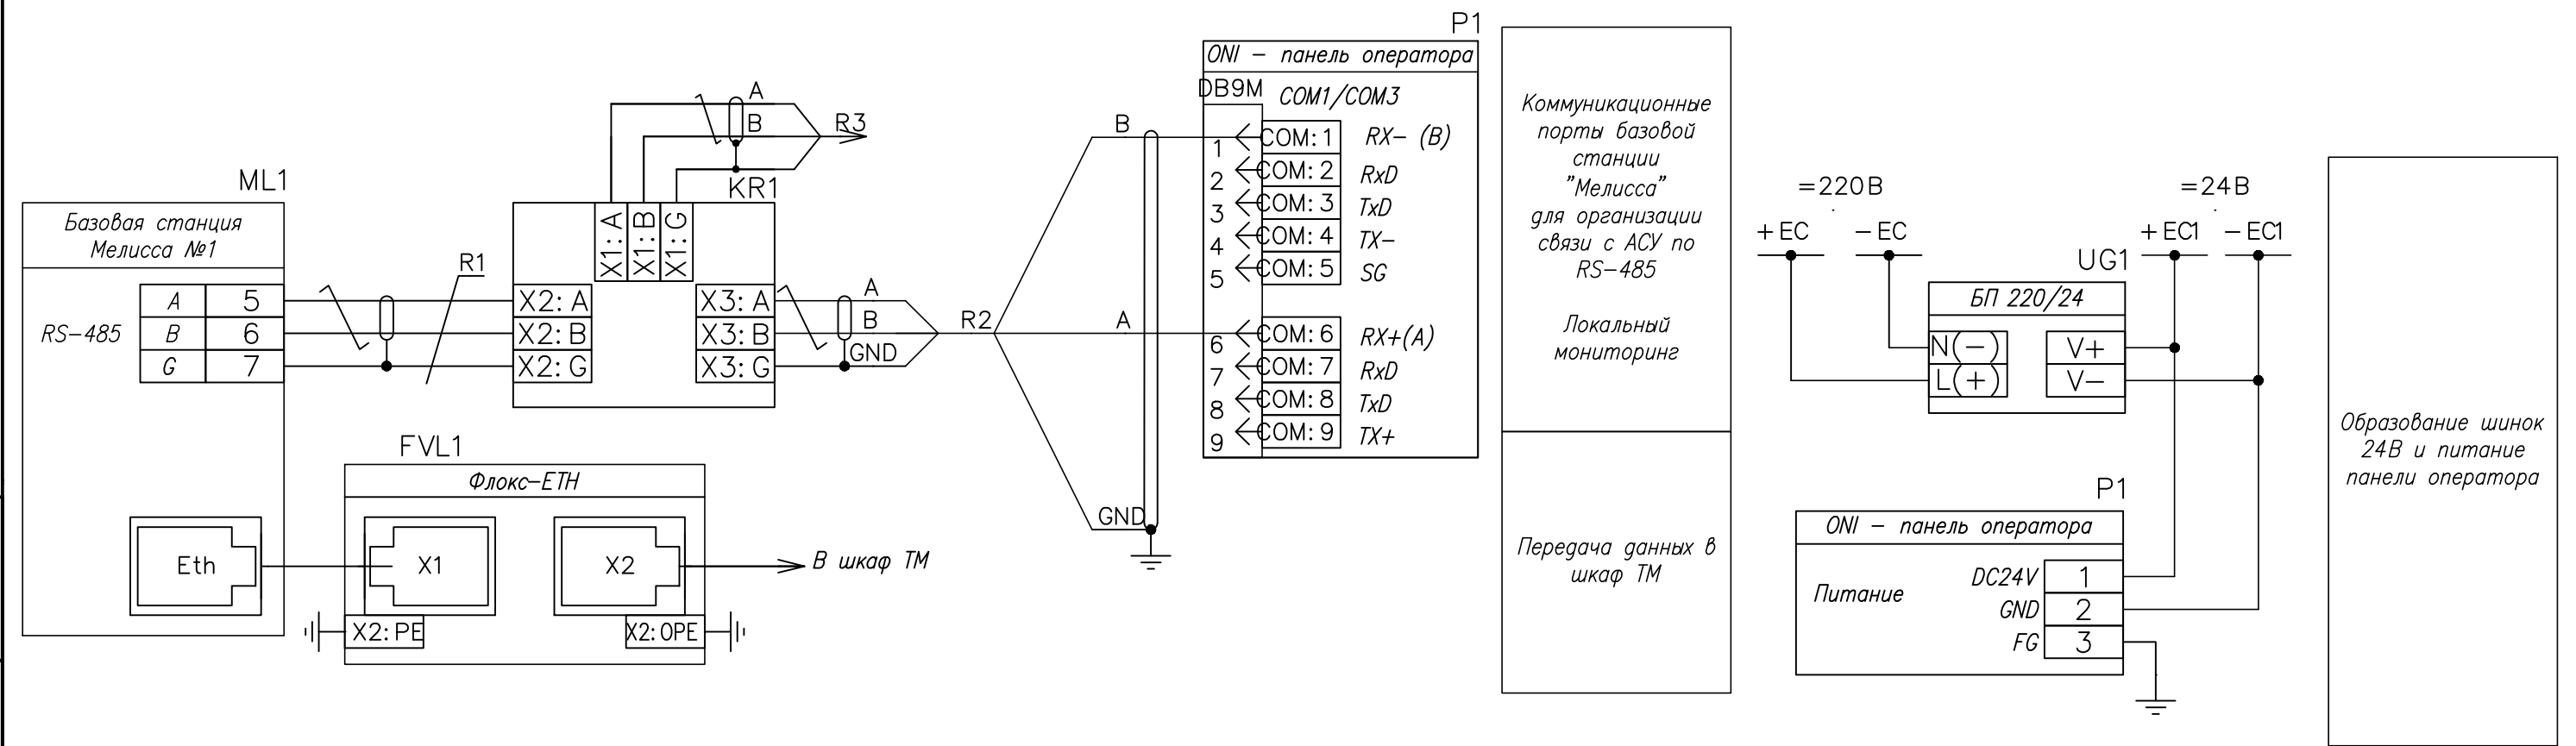 ML1
Базовая станция
Мелисса №1
RS-485
A 5
B 6
G 7
Eth
R1
A
B
R3
KR1
X1: A
X1: B
X1: G
X2: A
X2: B
X2: G
X3: A
X3: B
X3: G
A
B
GND
R2
B
A
GND
FVL1
Флокс-ETH
X1
X2
X2: PE
X2: OPE
В шкаф ТМ
P1
ONI - панель оператора
DB9M
COM1/COM3
1 COM: 1 RX- (B)
2 COM: 2 RxD
3 COM: 3 TxD
4 COM: 4 TX-
5 COM: 5 SG
6 COM: 6 RX+(A)
7 COM: 7 RxD
8 COM: 8 TxD
9 COM: 9 TX+
Коммуникационные
порты базовой
станции
"Мелисса"
для организации
связи с АСУ по
RS-485
Локальный
мониторинг
Передача данных в
шкаф ТМ
=220В
+EC -EC
=24В
+EC1 -EC1
UG1
БП 220/24
N(-) V+
L(+) V-
P1
ONI - панель оператора
Питание
DC24V 1
GND 2
FG 3
Образование шинок
24В и питание
панели оператора